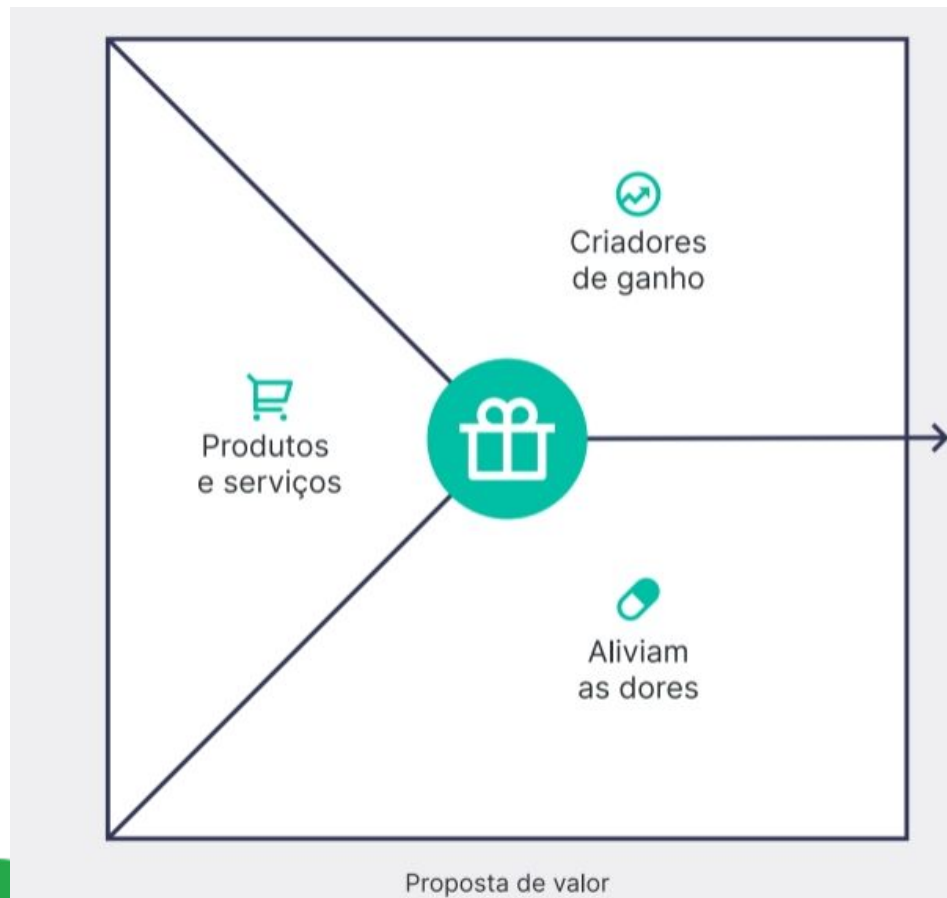 Criadores
de ganho
Produtos
e serviços
Aliviam
as dores
Proposta de valor